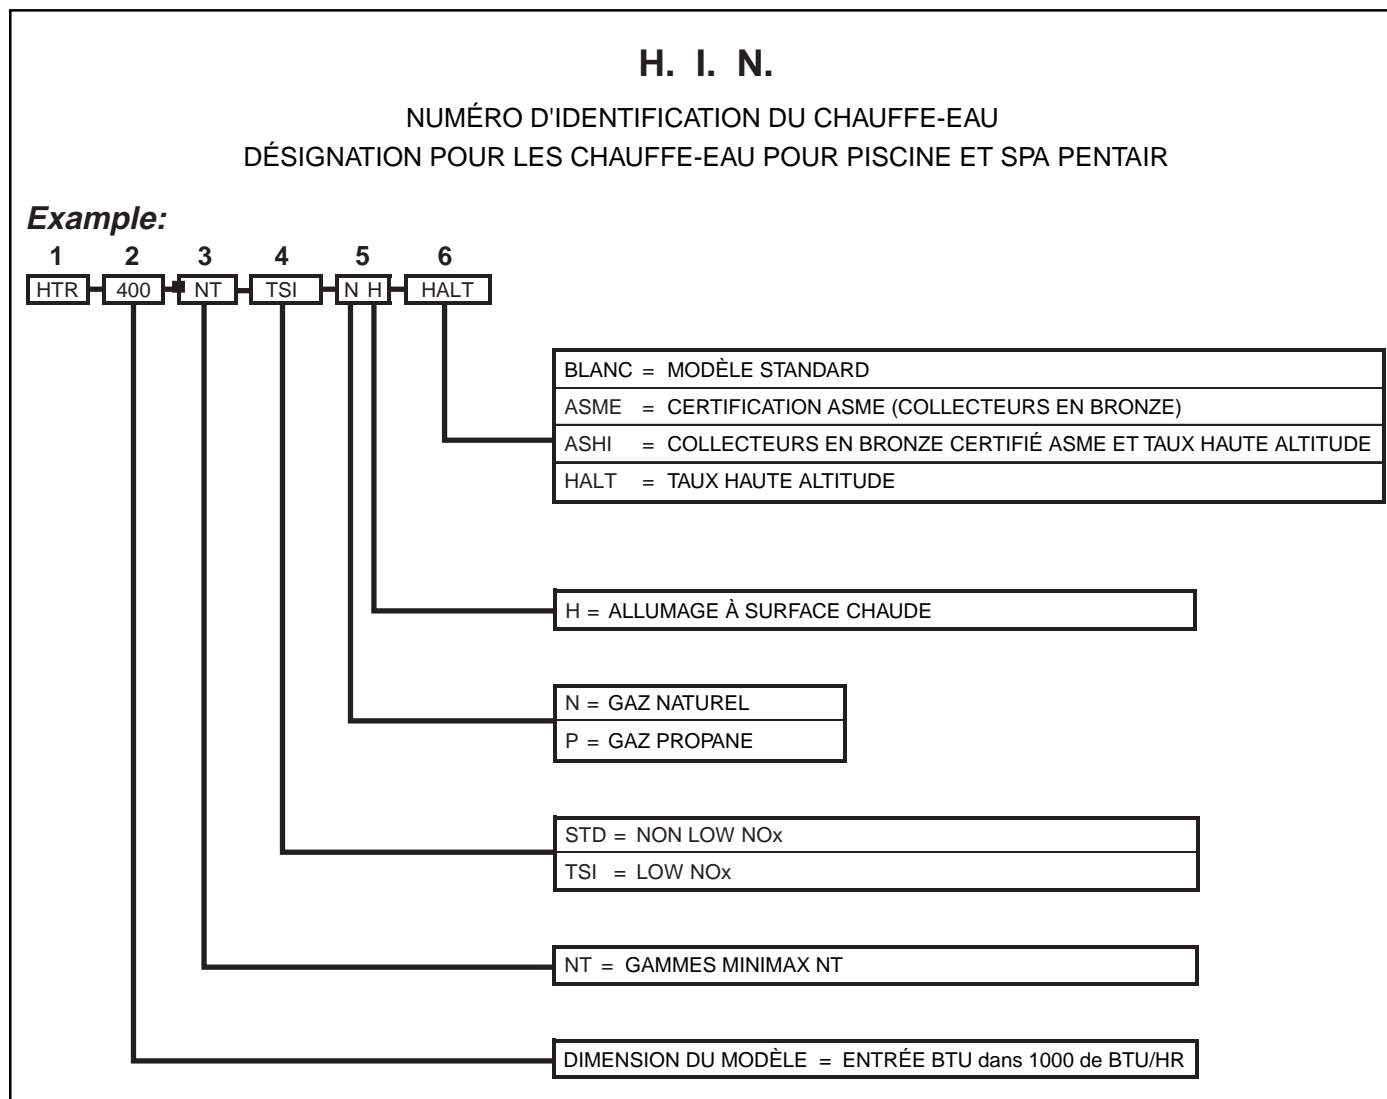 H. I. N.
NUMÉRO D'IDENTIFICATION DU CHAUFFE-EAU
DÉSIGNATION POUR LES CHAUFFE-EAU POUR PISCINE ET SPA PENTAIR
Example:
1 2 3 4 5 6
HTR 400 NT TSI N H HALT
BLANC = MODÈLE STANDARD
ASME = CERTIFICATION ASME (COLLECTEURS EN BRONZE)
ASHI = COLLECTEURS EN BRONZE CERTIFIÉ ASME ET TAUX HAUTE ALTITUDE
HALT = TAUX HAUTE ALTITUDE
H = ALLUMAGE À SURFACE CHAUDE
N = GAZ NATUREL
P = GAZ PROPANE
STD = NON LOW NOx
TSI = LOW NOx
NT = GAMMES MINIMAX NT
DIMENSION DU MODÈLE = ENTRÉE BTU dans 1000 de BTU/HR